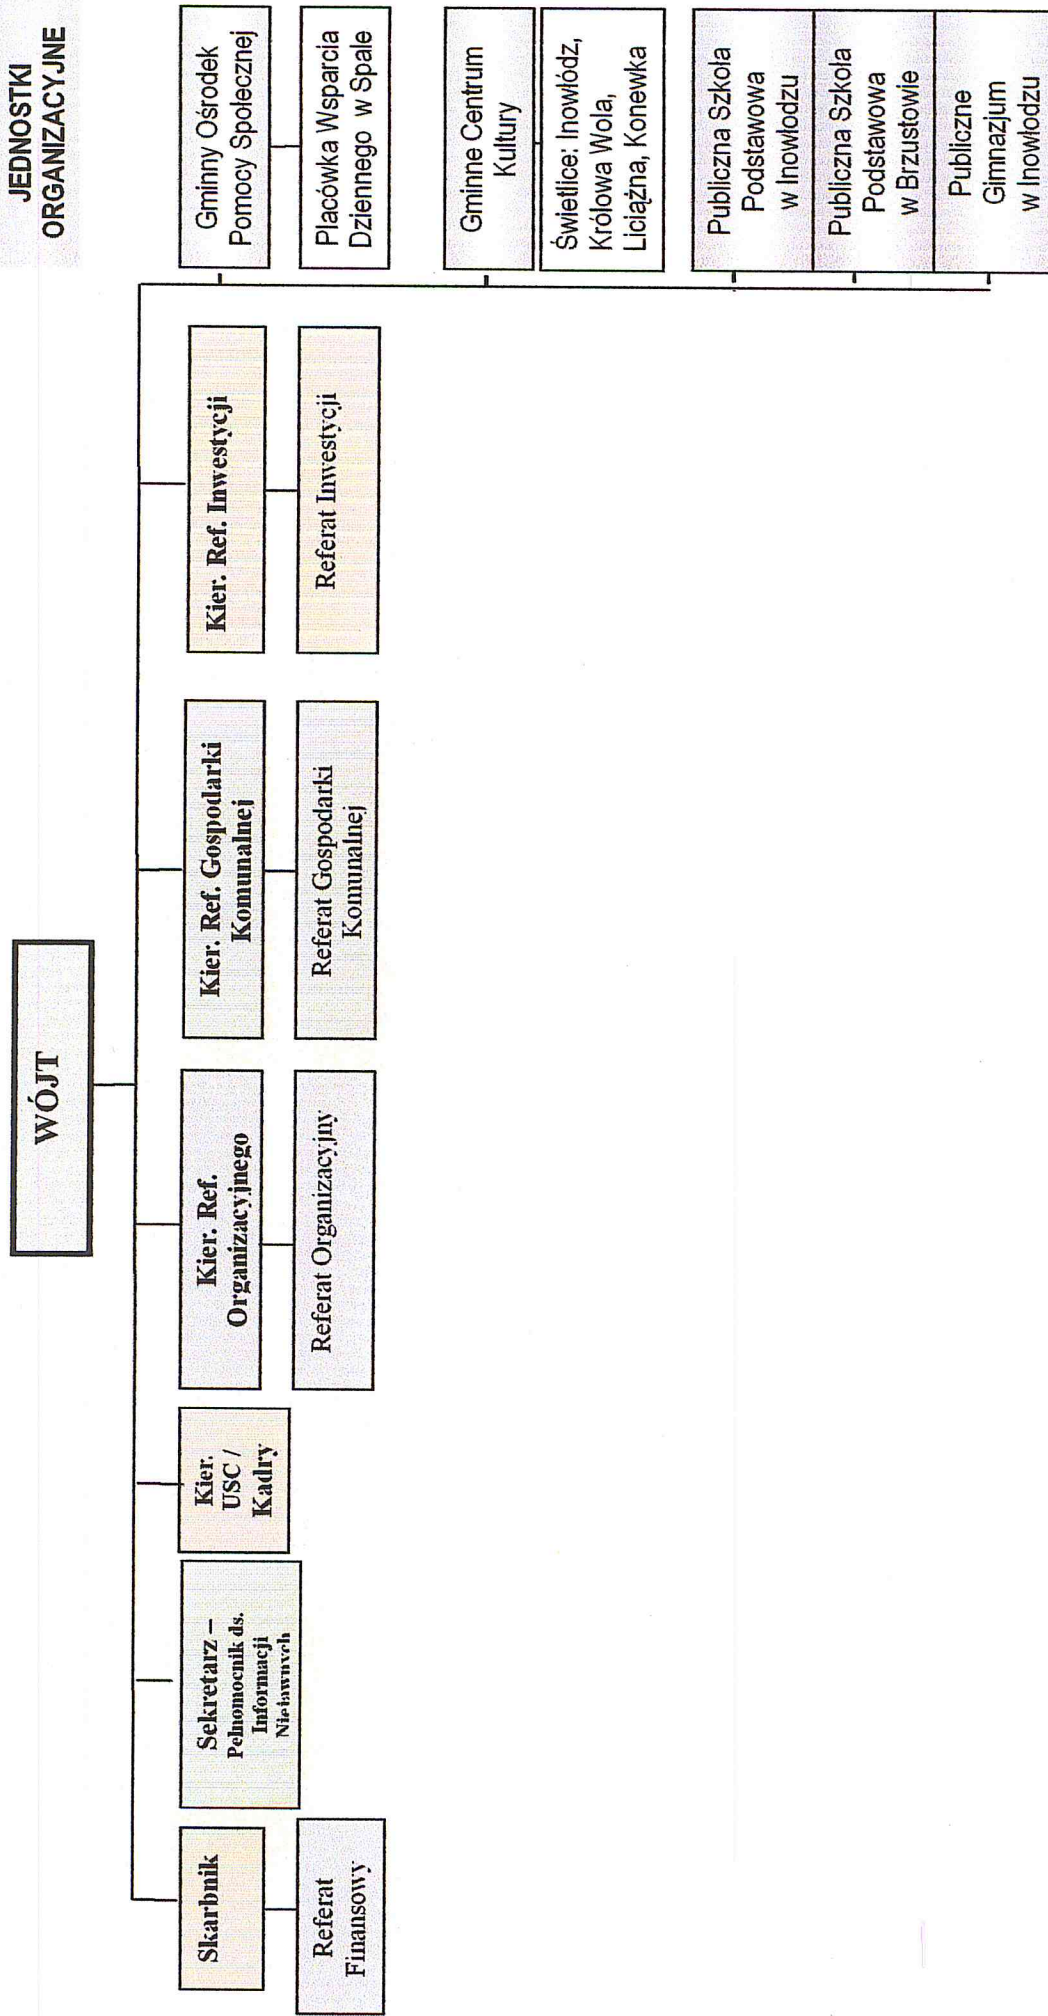 WÓJT
JEDNOSTKI
ORGANIZACYJNE
Skarbnik
Referat
Finansowy
Sekretarz –
Pełnomocnik ds.
Informacji
Niejawnych
Kier.
USC /
Kadry
Kier. Ref.
Organizacyjnego
Referat Organizacyjny
Kier. Ref. Gospodarki
Komunalnej
Referat Gospodarki
Komunalnej
Kier. Ref. Inwestycji
Referat Inwestycji
Gminny Ośrodek
Pomocy Społecznej
Placówka Wsparcia
Dziennego w Spale
Gminne Centrum
Kultury
Świetlice: Inowłódz,
Królowa Wola,
Liciążna, Konewka
Publiczna Szkoła
Podstawowa
w Inowłodzu
Publiczna Szkoła
Podstawowa
w Brzustowie
Publiczne
Gimnazjum
w Inowłodzu